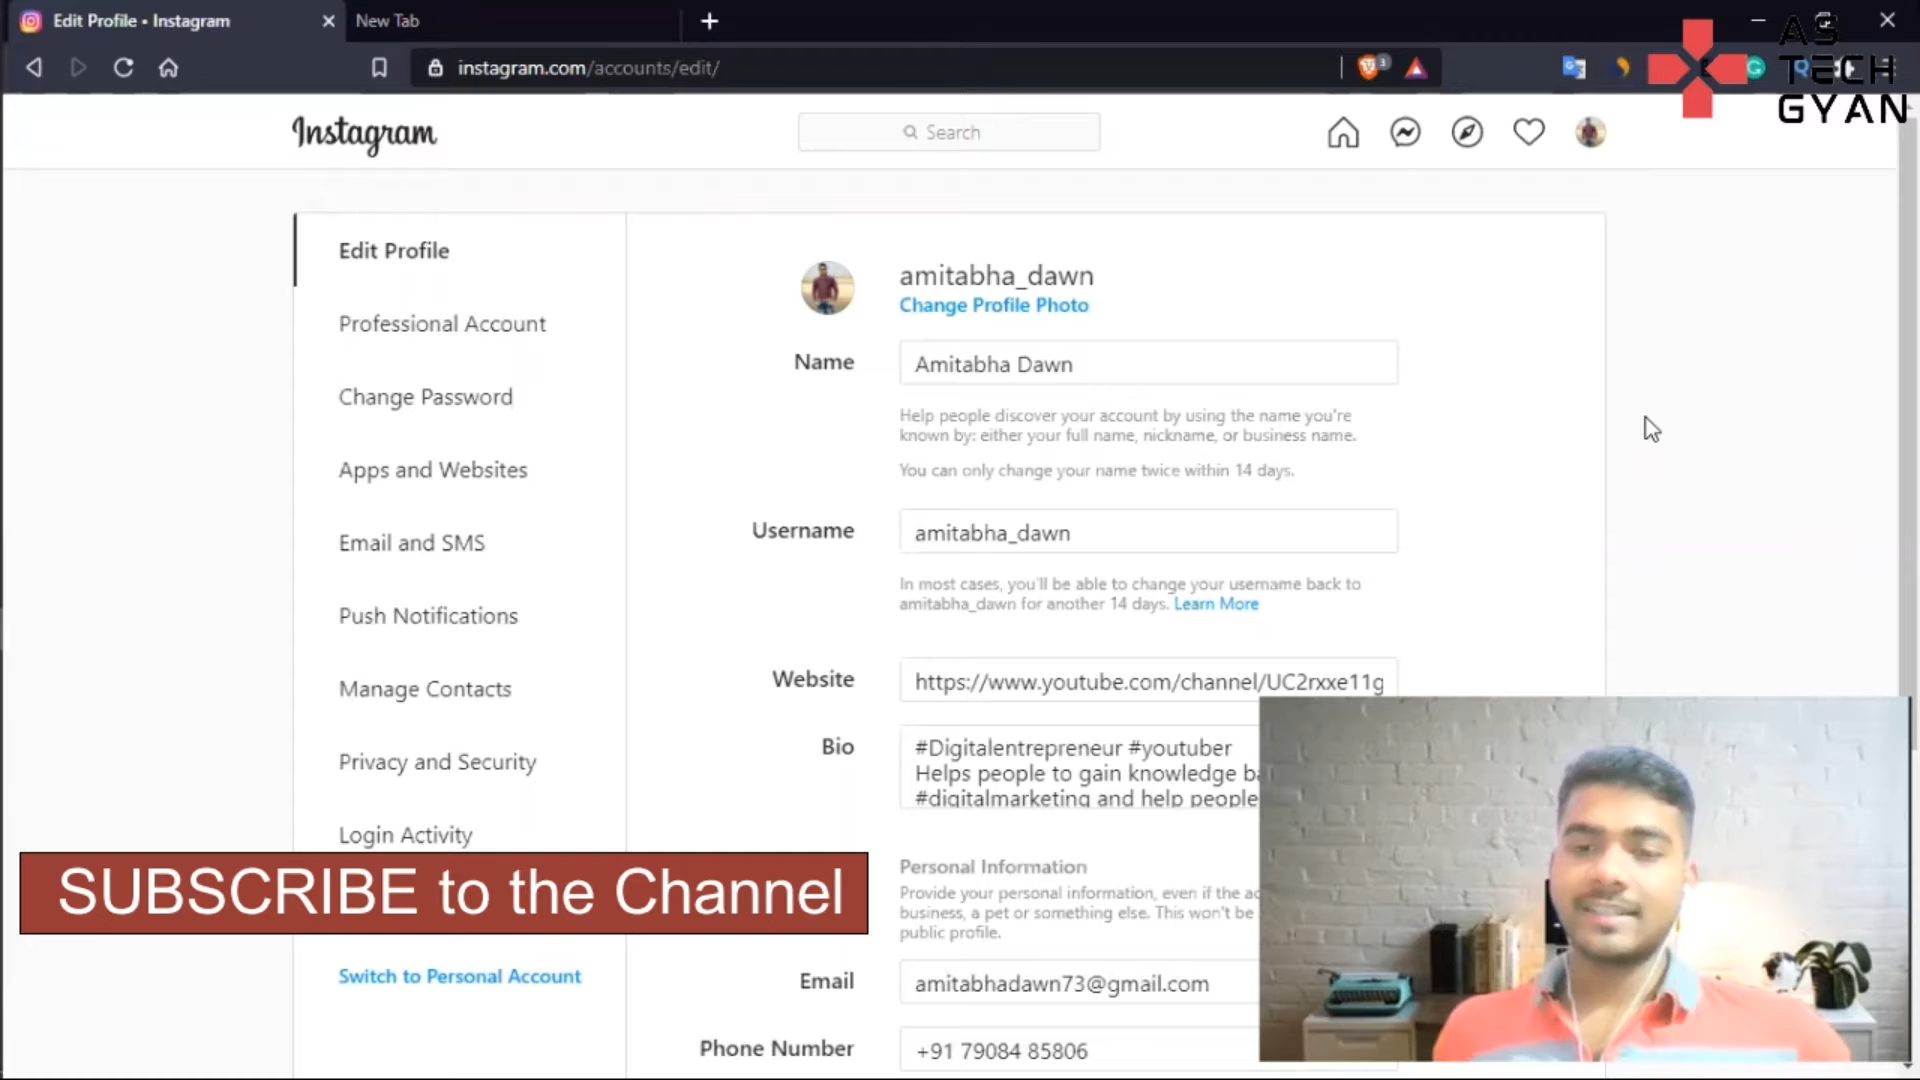 Edit Profile • Instagram
New Tab
instagram.com/accounts/edit/
3
AS
TECH
GYAN
Instagram
Search
Edit Profile
Professional Account
Change Password
Apps and Websites
Email and SMS
Push Notifications
Manage Contacts
Privacy and Security
Login Activity
SUBSCRIBE to the Channel
Switch to Personal Account
amitabha_dawn
Change Profile Photo
Name
Amitabha Dawn
Help people discover your account by using the name you're
known by: either your full name, nickname, or business name.
You can only change your name twice within 14 days.
Username
amitabha_dawn
In most cases, you'll be able to change your username back to
amitabha_dawn for another 14 days. Learn More
Website
https://www.youtube.com/channel/UC2rxxe11g
Bio
#Digitalentrepreneur #youtuber
Helps people to gain knowledge ba
#digitalmarketing and help people
Personal Information
Provide your personal information, even if the ac
business, a pet or something else. This won't be
public profile.
Email
amitabhadawn73@gmail.com
Phone Number
+91 79084 85806